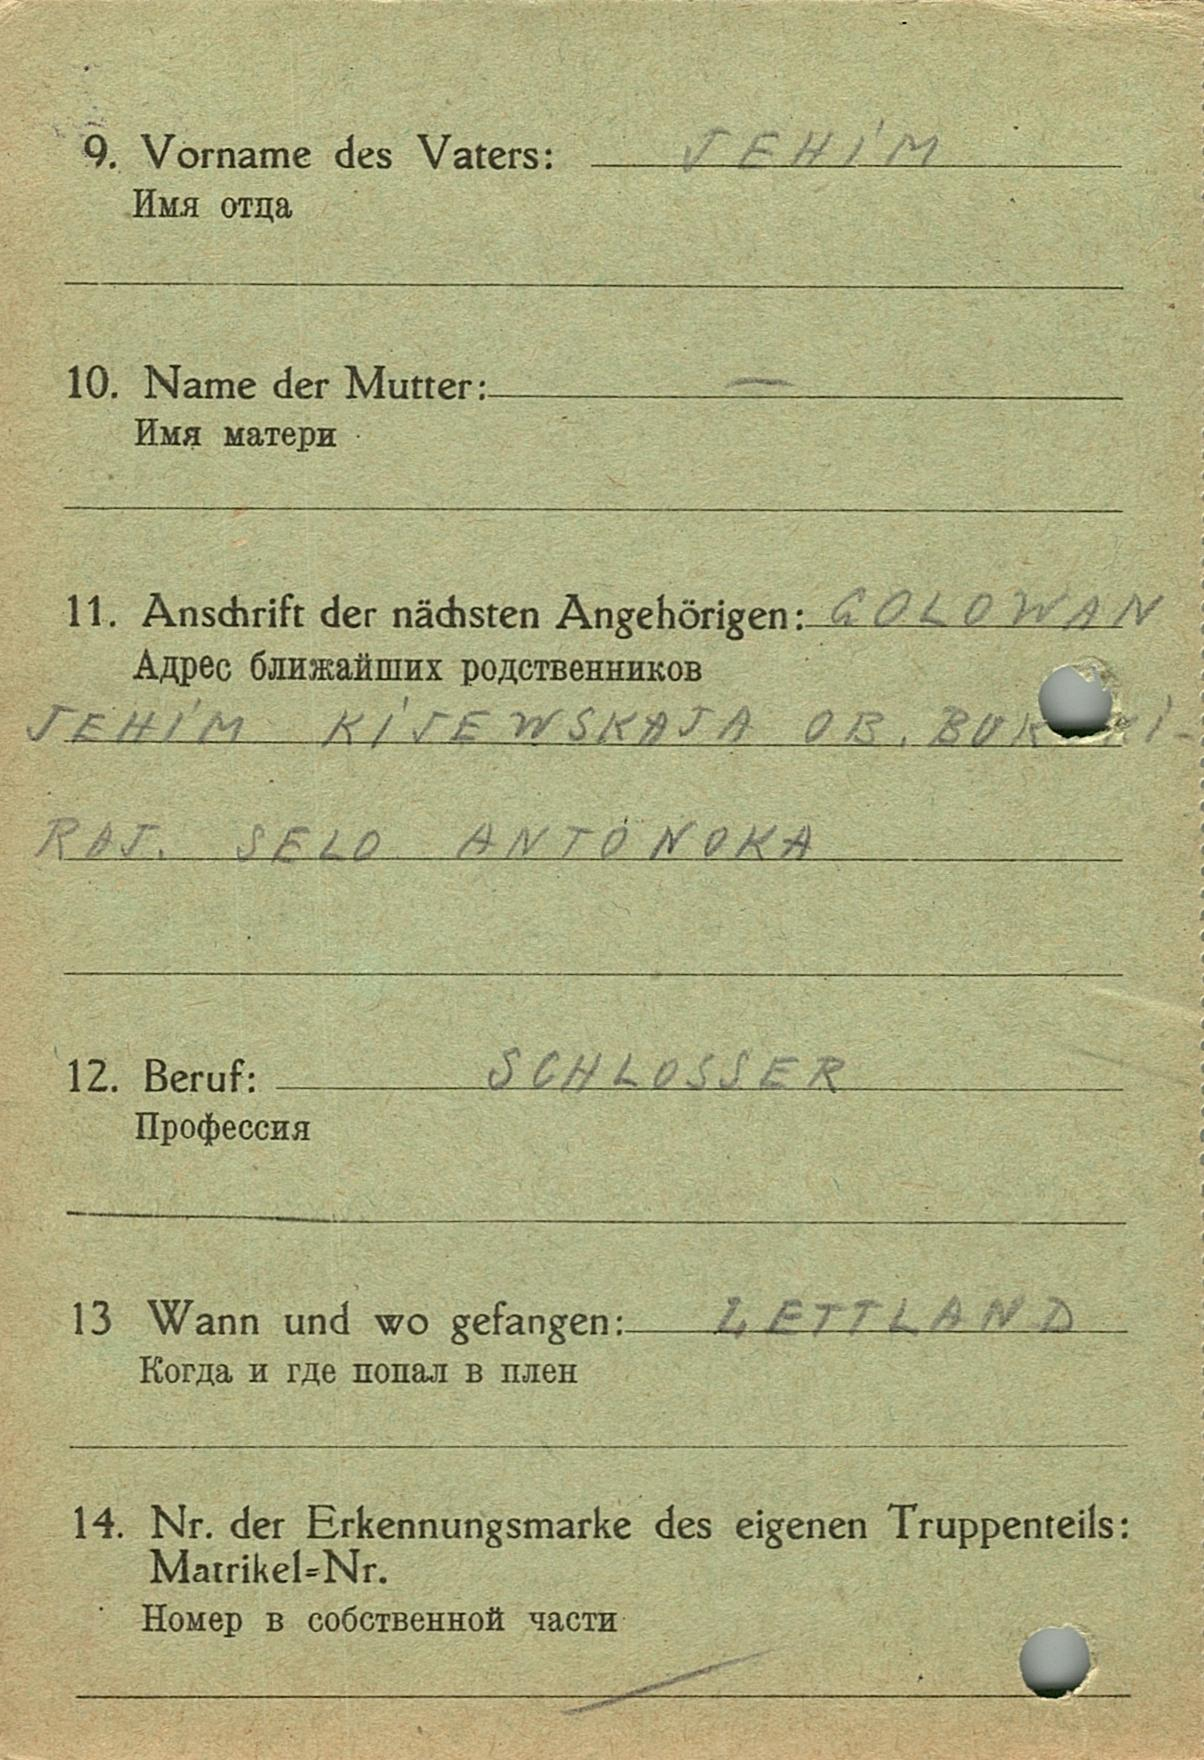 9. Vorname des Vaters: JEHIM
Имя отца
10. Name der Mutter: —
Имя матери
11. Anschrift der nächsten Angehörigen: GOLOWAN
Адрес ближайших родственников
JEHIM KIJEWSKAJA OB.
RAJ. SELO ANTONOKA
12. Beruf: SCHLOSSER
Профессия
13 Wann und wo gefangen: LETTLAND
Когда и где попал в плен
14. Nr. der Erkennungsmarke des eigenen Truppenteils:
Matrikel=Nr.
Номер в собственной части